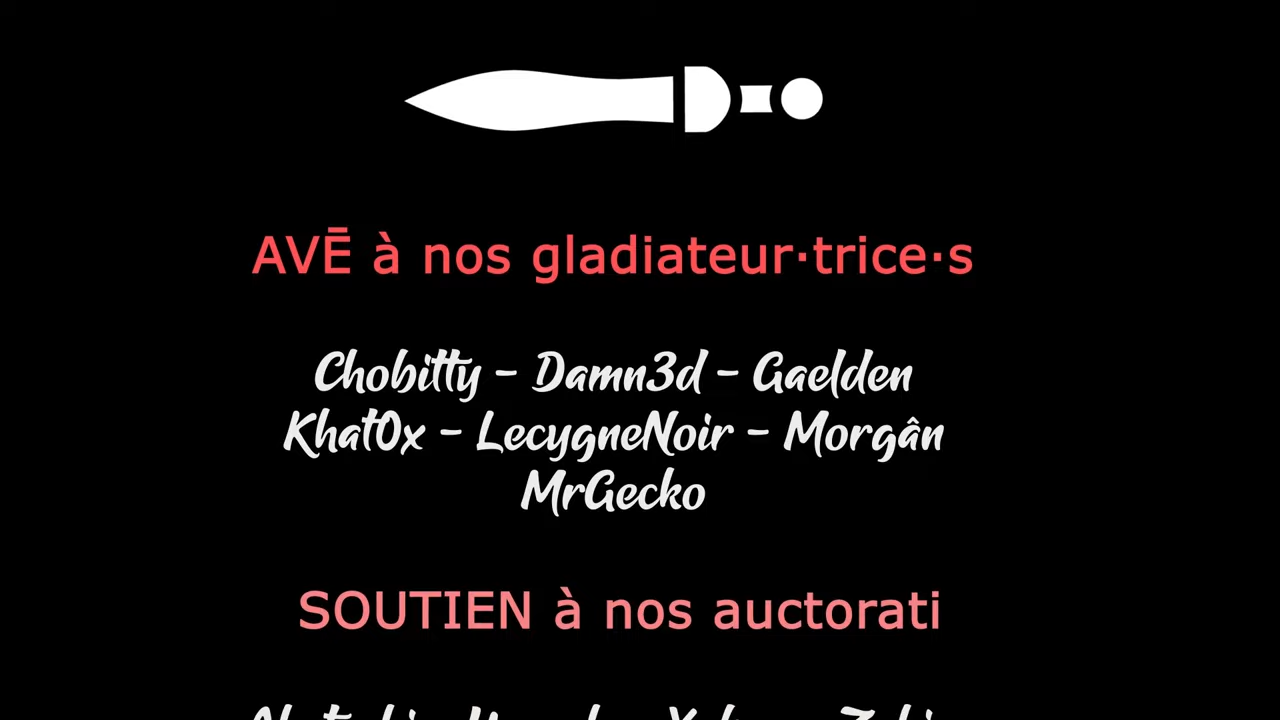 AVĒ à nos gladiateur·trice·s
Chobitty - Damn3d - Gaelden
Khat0x - LecygneNoir - Morgân
MrGecko
SOUTIEN à nos auctorati